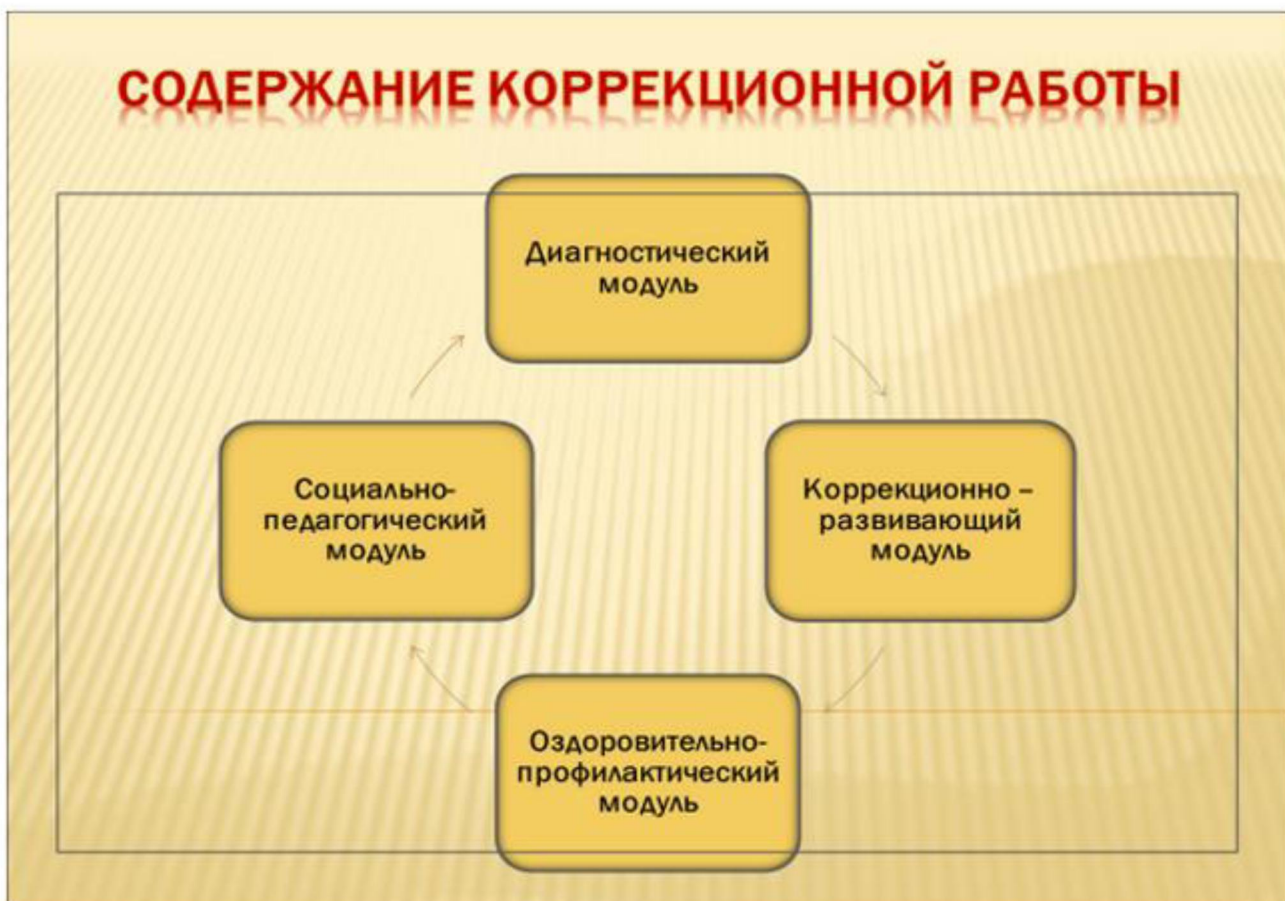 СОДЕРЖАНИЕ КОРРЕКЦИОННОЙ РАБОТЫ
Диагностический
модуль
Социально-
педагогический
модуль
Коррекционно –
развивающий
модуль
Оздоровительно-
профилактический
модуль